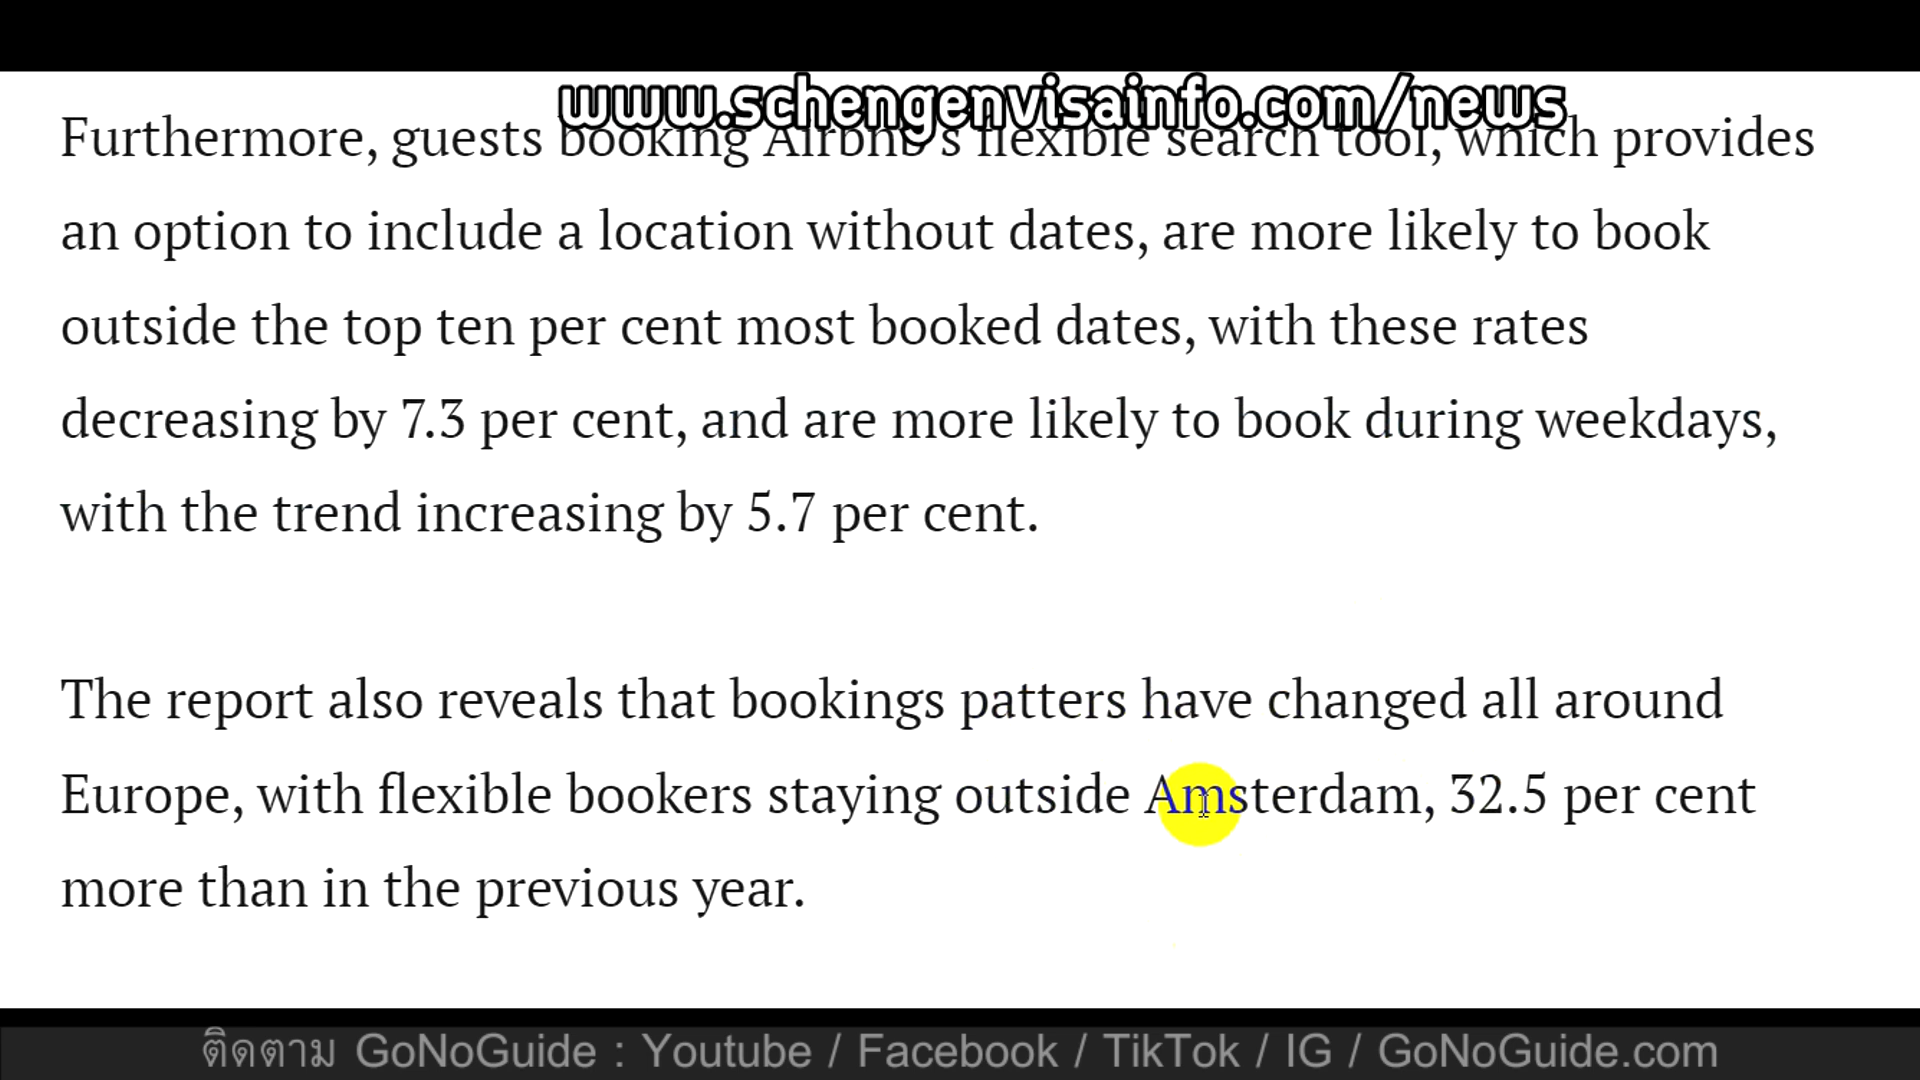 www.schengenvisainfo.com/news
Furthermore, guests booking Airbnb's flexible search tool, which provides
an option to include a location without dates, are more likely to book
outside the top ten per cent most booked dates, with these rates
decreasing by 7.3 per cent, and are more likely to book during weekdays,
with the trend increasing by 5.7 per cent.
The report also reveals that bookings patters have changed all around
Europe, with flexible bookers staying outside Amsterdam, 32.5 per cent
more than in the previous year.
ติดตาม GoNoGuide : Youtube / Facebook / TikTok / IG / GoNoGuide.com